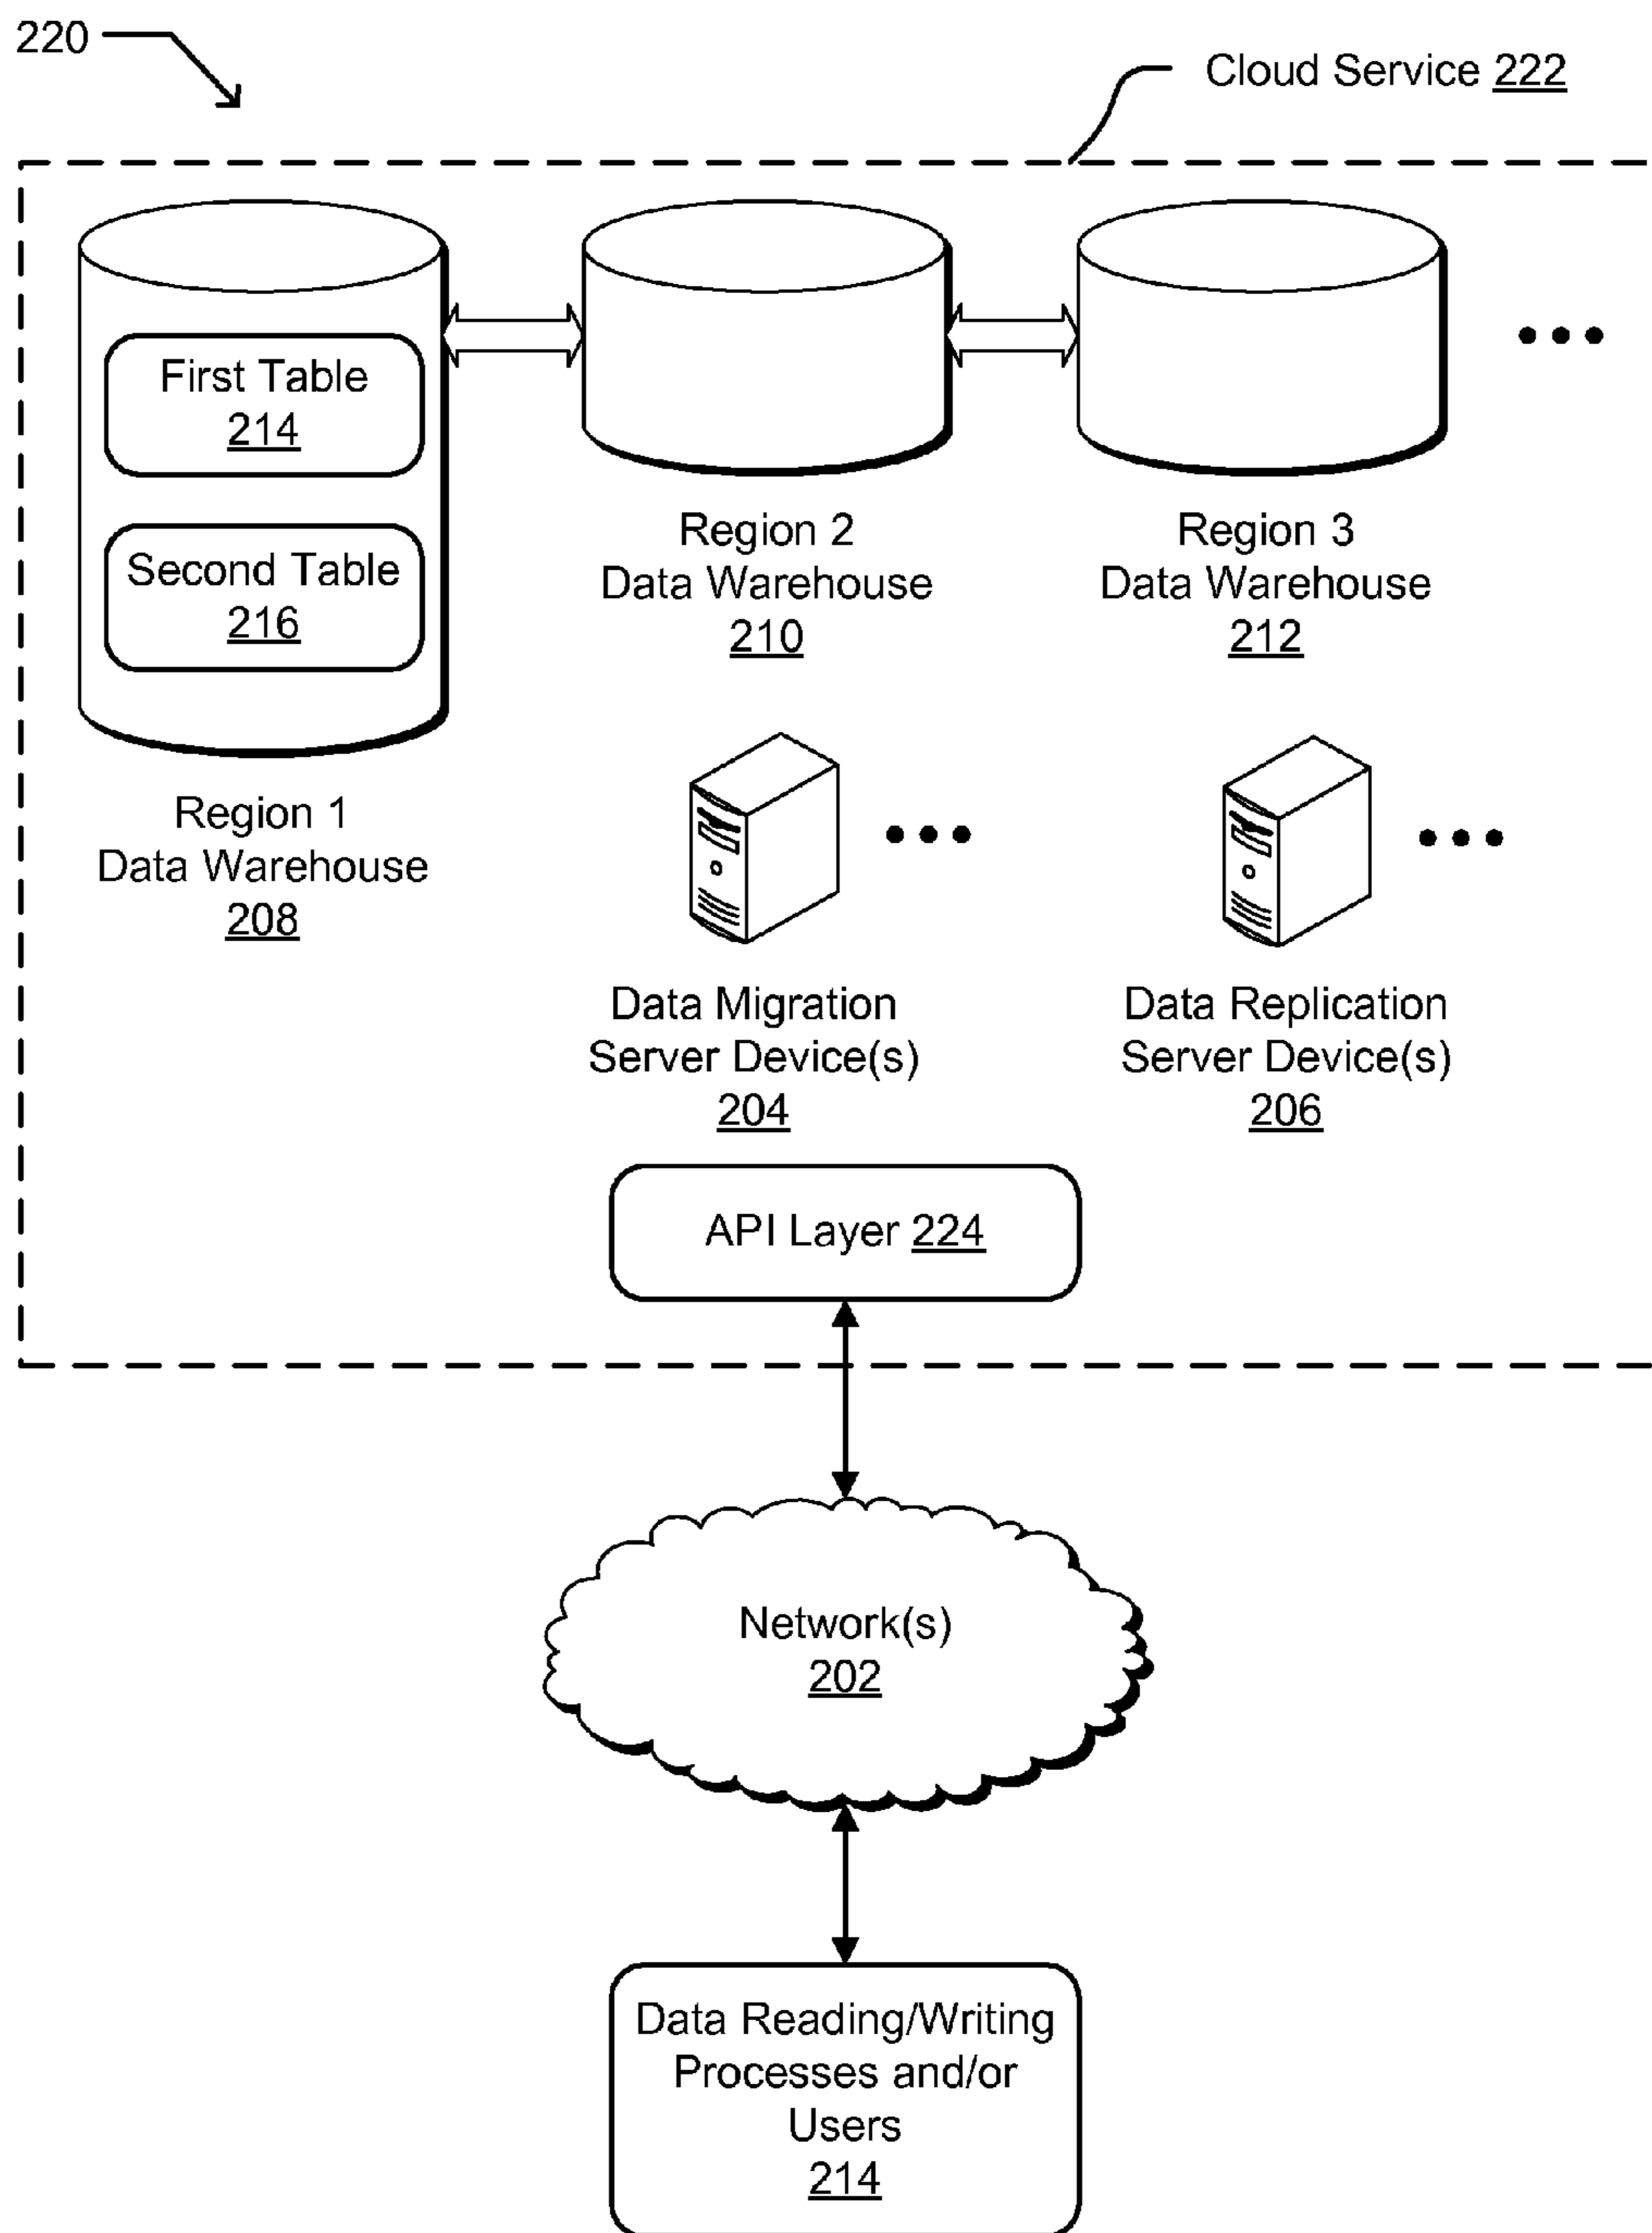 220
Cloud Service 222
First Table
214
Second Table
216
Region 1
Data Warehouse
208
Region 2
Data Warehouse
210
Region 3
Data Warehouse
212
Data Migration
Server Device(s)
204
Data Replication
Server Device(s)
206
API Layer 224
Network(s)
202
Data Reading/Writing
Processes and/or
Users
214